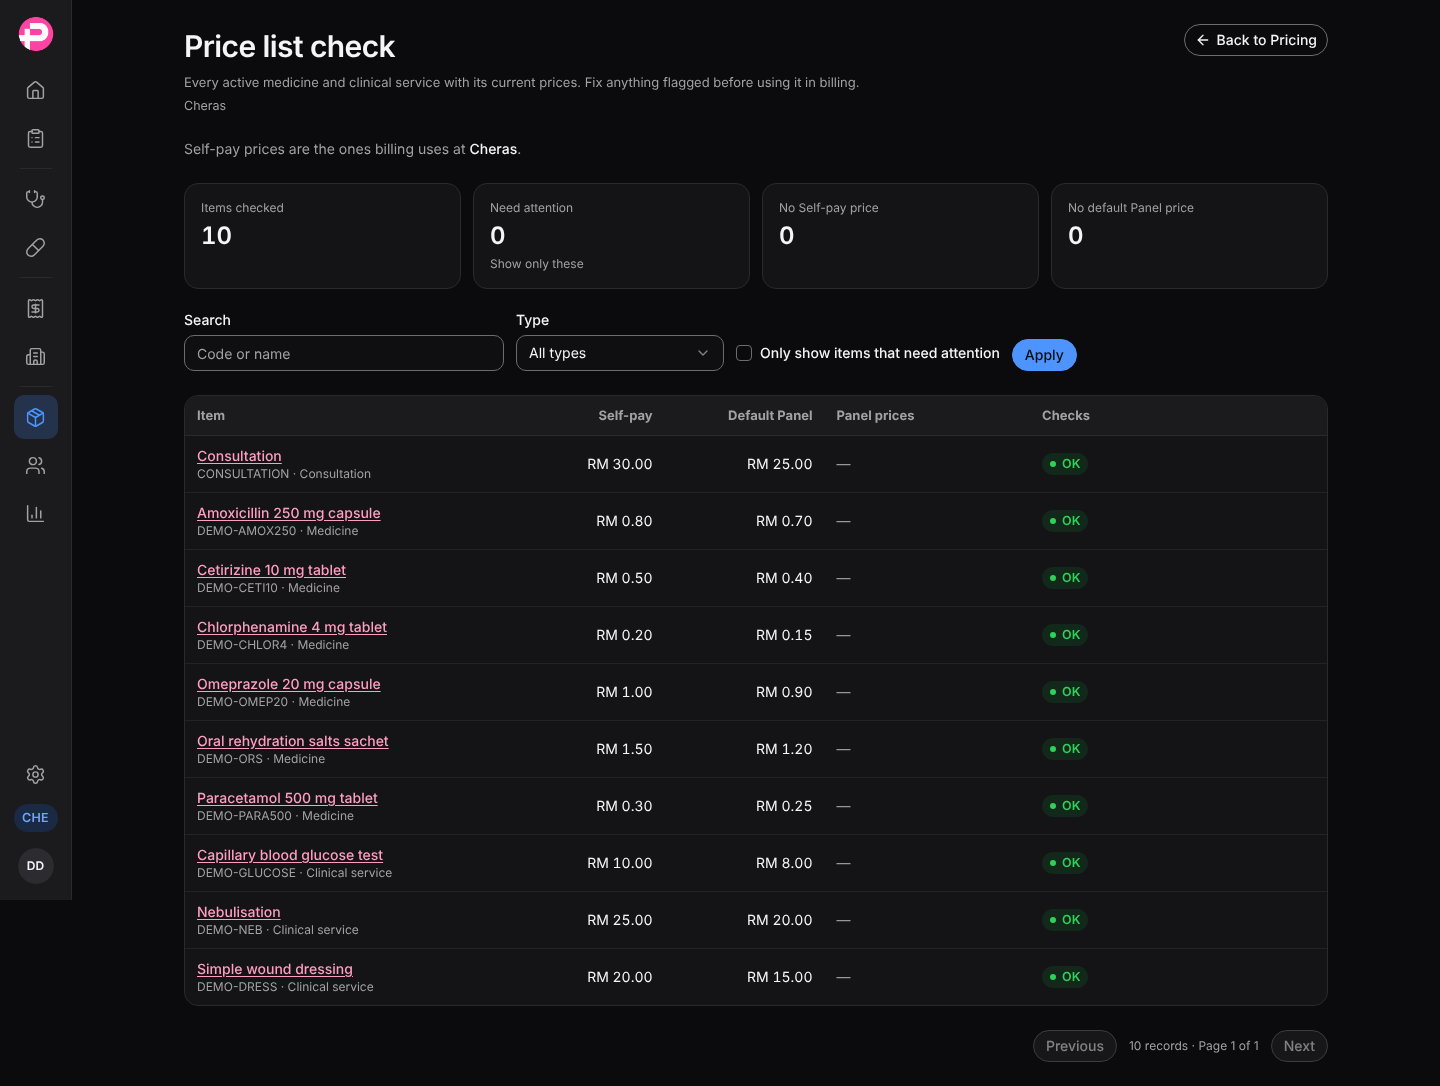 Price list check
Back to Pricing
Every active medicine and clinical service with its current prices. Fix anything flagged before using it in billing.
Cheras
Self-pay prices are the ones billing uses at Cheras.
Items checked
10
Need attention
0
Show only these
No Self-pay price
0
No default Panel price
0
Search
Code or name
Type
All types
Only show items that need attention
Apply
Item Self-pay Default Panel Panel prices Checks
Consultation
CONSULTATION · Consultation
RM 30.00 RM 25.00 — OK
Amoxicillin 250 mg capsule
DEMO-AMOX250 · Medicine
RM 0.80 RM 0.70 — OK
Cetirizine 10 mg tablet
DEMO-CETI10 · Medicine
RM 0.50 RM 0.40 — OK
Chlorphenamine 4 mg tablet
DEMO-CHLOR4 · Medicine
RM 0.20 RM 0.15 — OK
Omeprazole 20 mg capsule
DEMO-OMEP20 · Medicine
RM 1.00 RM 0.90 — OK
Oral rehydration salts sachet
DEMO-ORS · Medicine
RM 1.50 RM 1.20 — OK
Paracetamol 500 mg tablet
DEMO-PARA500 · Medicine
RM 0.30 RM 0.25 — OK
Capillary blood glucose test
DEMO-GLUCOSE · Clinical service
RM 10.00 RM 8.00 — OK
Nebulisation
DEMO-NEB · Clinical service
RM 25.00 RM 20.00 — OK
Simple wound dressing
DEMO-DRESS · Clinical service
RM 20.00 RM 15.00 — OK
Previous
10 records · Page 1 of 1
Next
CHE
DD